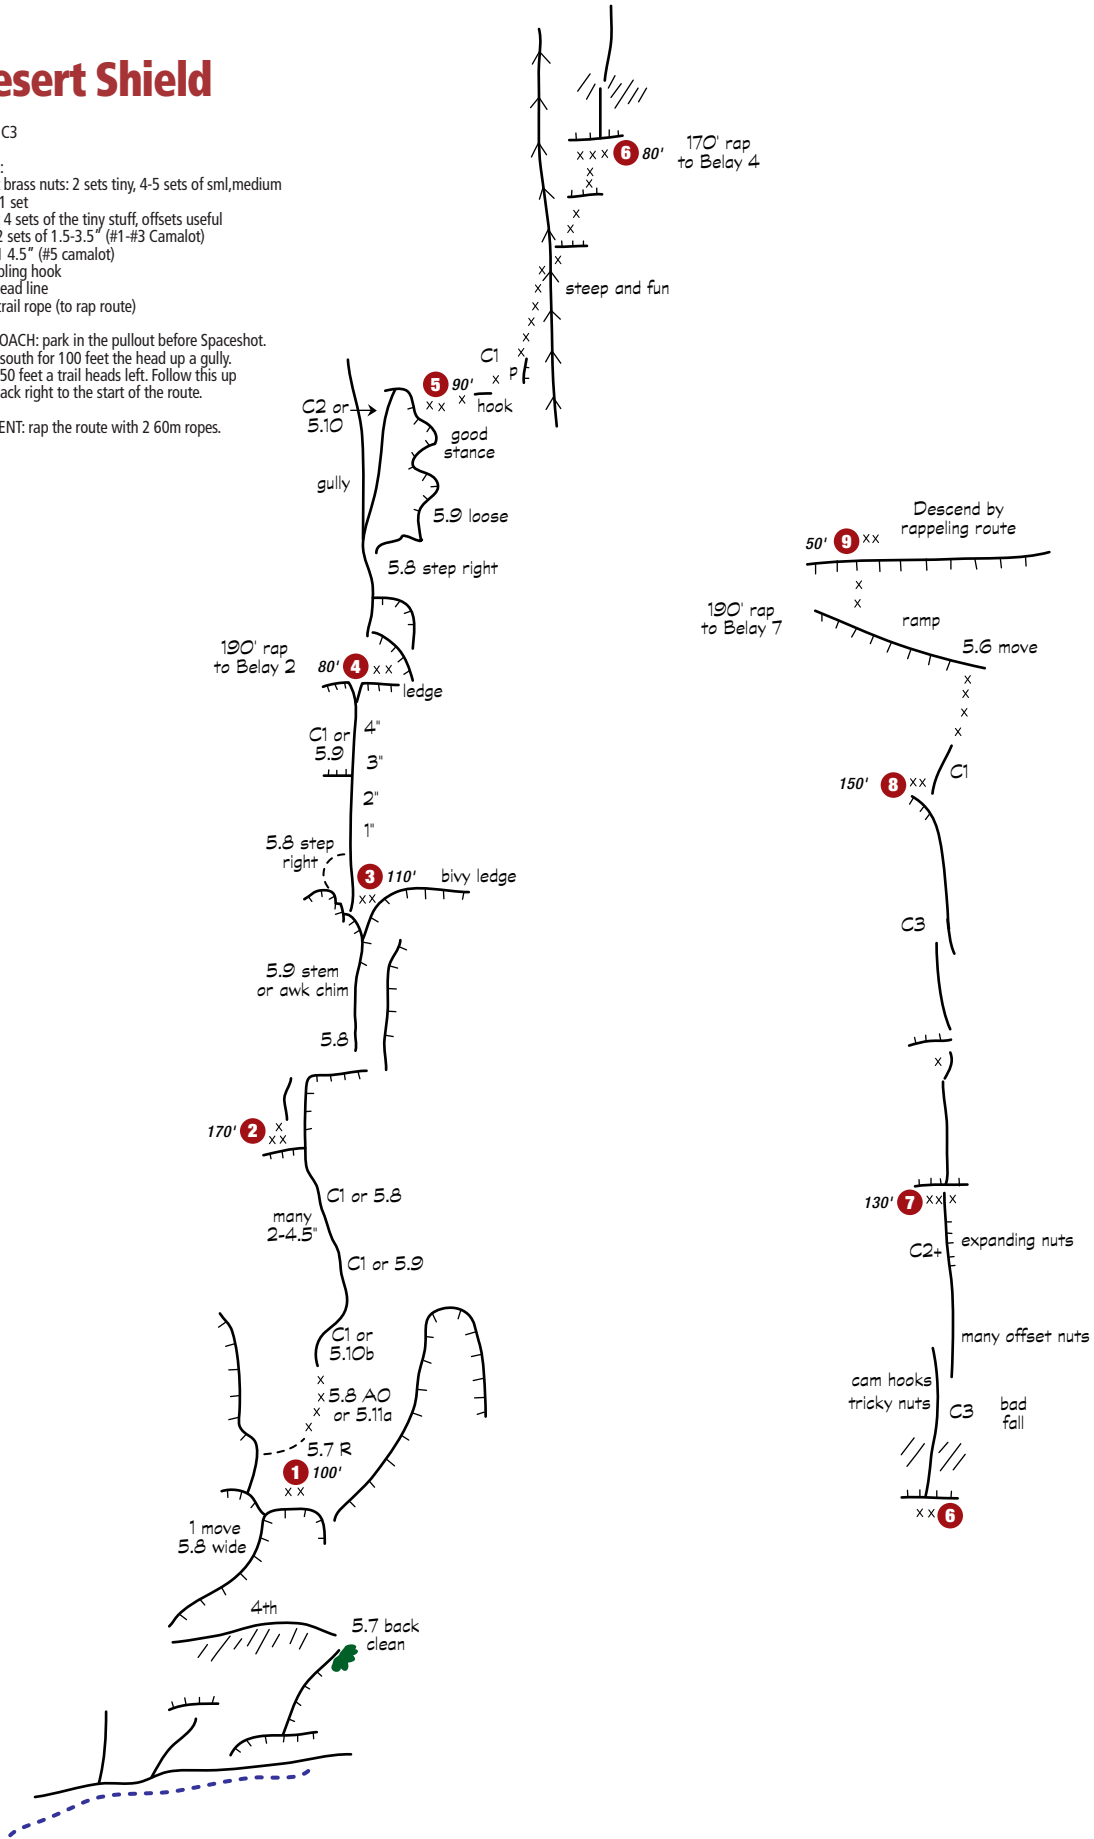 esert Shield
C3
:
brass nuts: 2 sets tiny, 4-5 sets of sml,medium
1 set
4 sets of the tiny stuff, offsets useful
2 sets of 1.5-3.5" (#1-#3 Camalot)
1 4.5" (#5 camalot)
bling hook
ead line
trail rope (to rap route)
OACH: park in the pullout before Spaceshot.
south for 100 feet the head up a gully.
50 feet a trail heads left. Follow this up
ack right to the start of the route.
ENT: rap the route with 2 60m ropes.
x x x 6 80'
170' rap
to Belay 4
steep and fun
C1
P
5 90'
hook
C2 or
5.10
good
stance
gully
5.9 loose
5.8 step right
190' rap
to Belay 2
80' 4 x x
ledge
C1 or
5.9
4"
3"
2"
1"
5.8 step
right
3 110'
x x
bivy ledge
5.9 stem
or awk chim
5.8
170' 2
C1 or 5.8
many
2-4.5"
C1 or 5.9
C1 or
5.10b
5.8 A0
or 5.11a
5.7 R
1 100'
x x
1 move
5.8 wide
4th
5.7 back
clean
Descend by
rappeling route
50' 9 x x
190' rap
to Belay 7
ramp
5.6 move
150' 8 x x
C1
C3
130' 7 x x x
C2+
expanding nuts
many offset nuts
cam hooks
tricky nuts
C3
bad
fall
x x 6